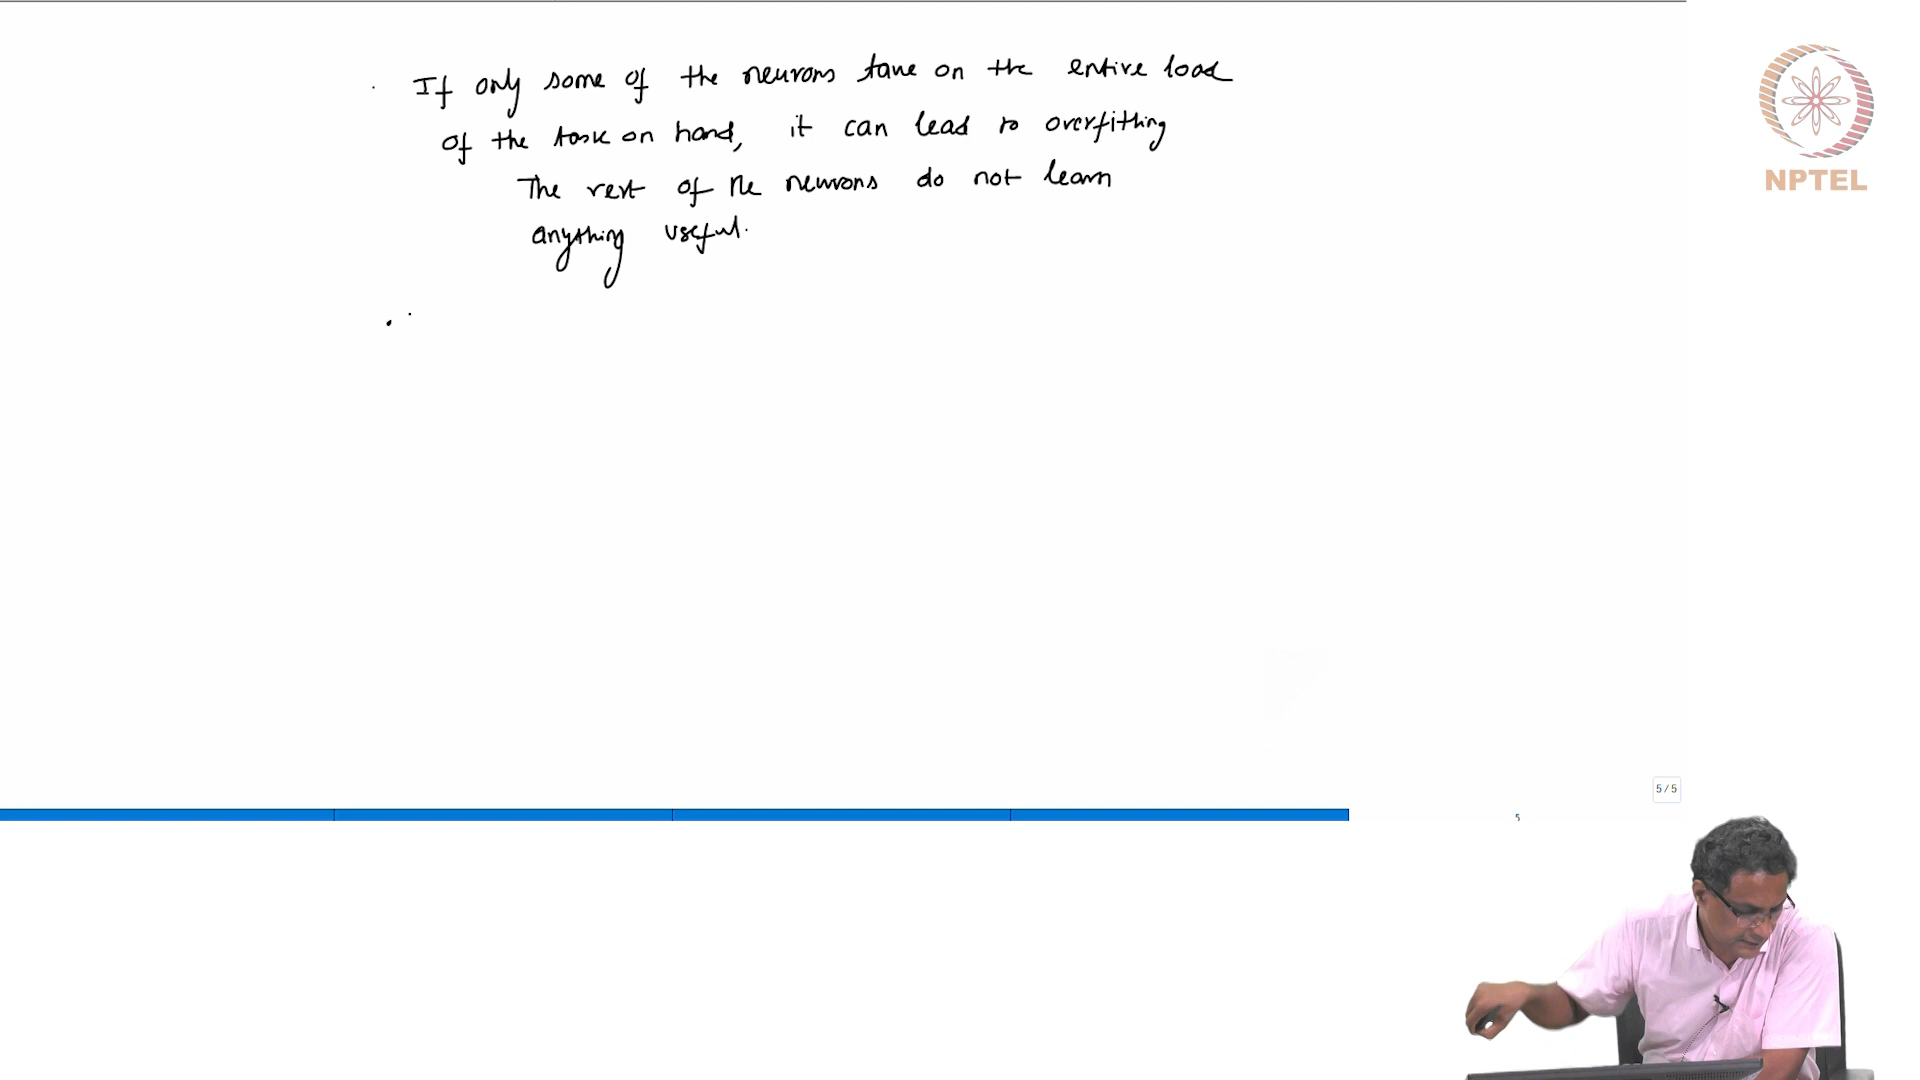 If only some of the neurons take on the entire load
of the task on hand, it can lead to overfitting
The rest of the neurons do not learn
anything useful.
NPTEL
5 / 5
5